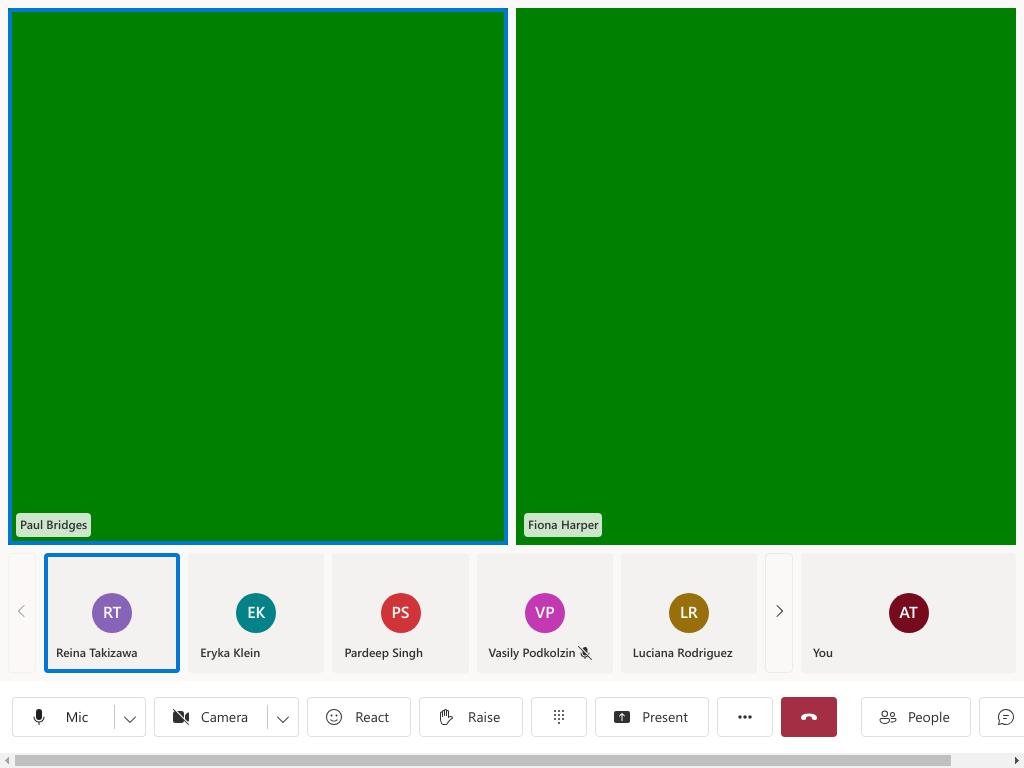 Paul Bridges
Fiona Harper
RT
Reina Takizawa
EK
Eryka Klein
PS
Pardeep Singh
VP
Vasily Podkolzin
LR
Luciana Rodriguez
AT
You
Mic
Camera
React
Raise
Present
People